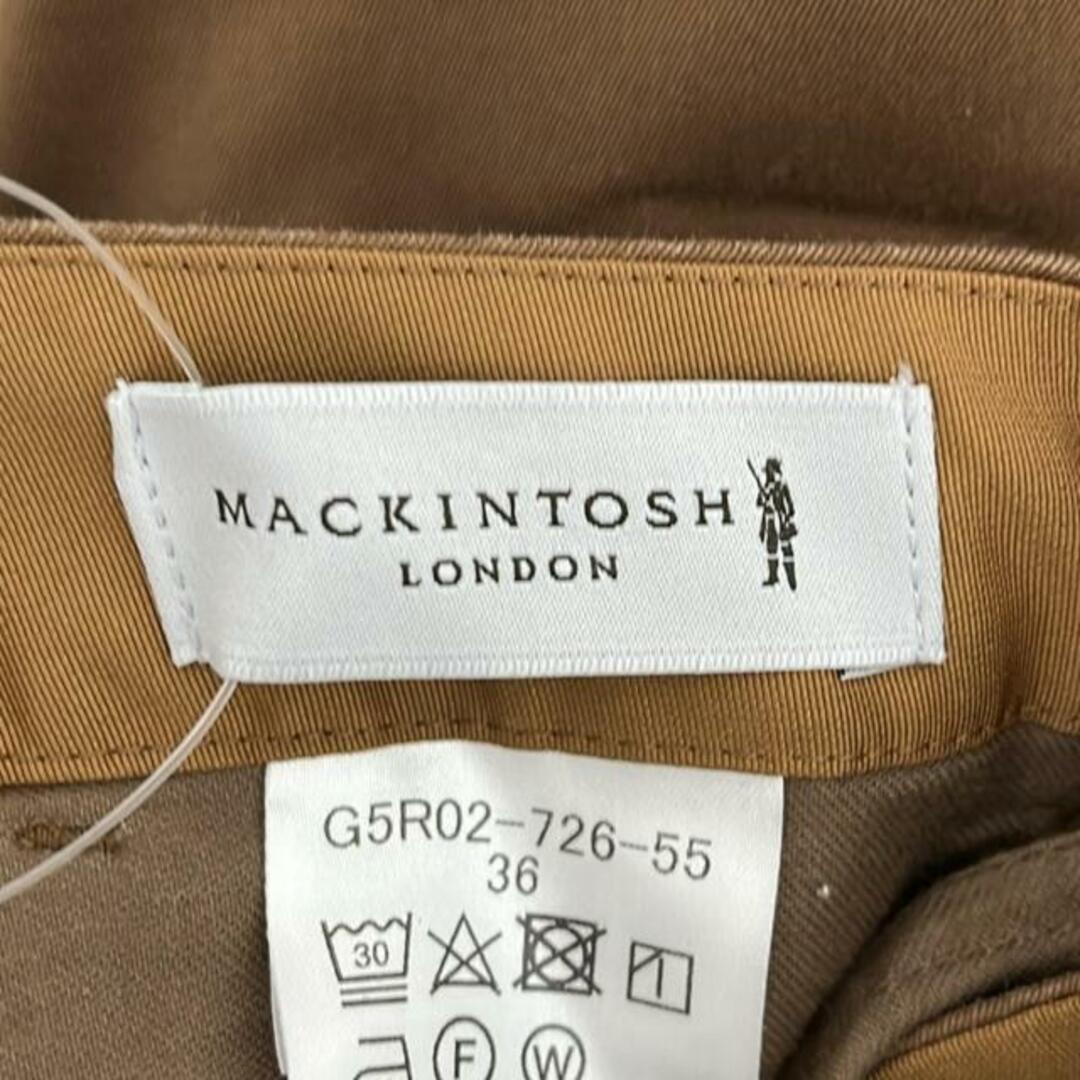 MACKINTOSH
LONDON
G5R02-726-55
36
30
F W